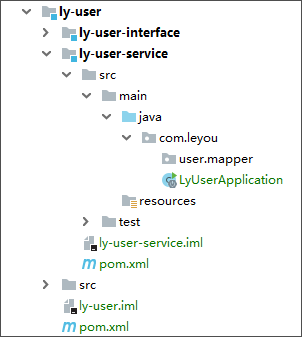 ly-user
ly-user-interface
ly-user-service
src
main
java
com.leyou
user.mapper
LyUserApplication
resources
test
ly-user-service.iml
pom.xml
src
ly-user.iml
pom.xml